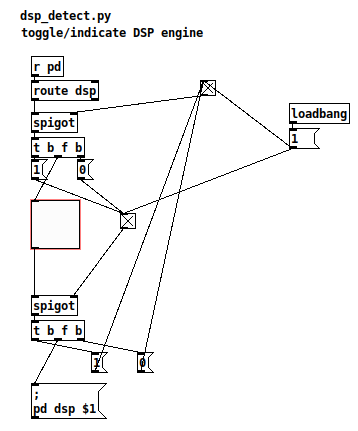 dsp_detect.py
toggle/indicate DSP engine
r pd
route dsp
loadbang
spigot
1
t b f b
1 0
spigot
t b f b
1 0
;
pd dsp $1